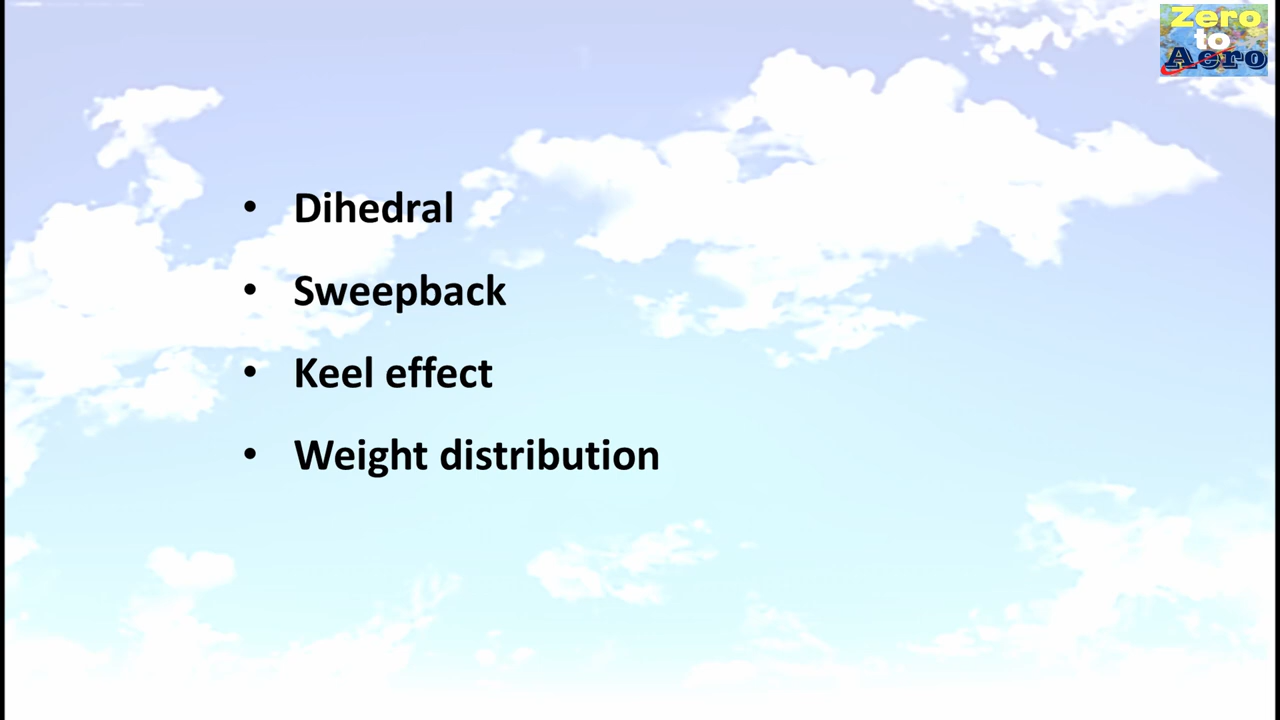 Zero
to
Aero
• Dihedral
• Sweepback
• Keel effect
• Weight distribution